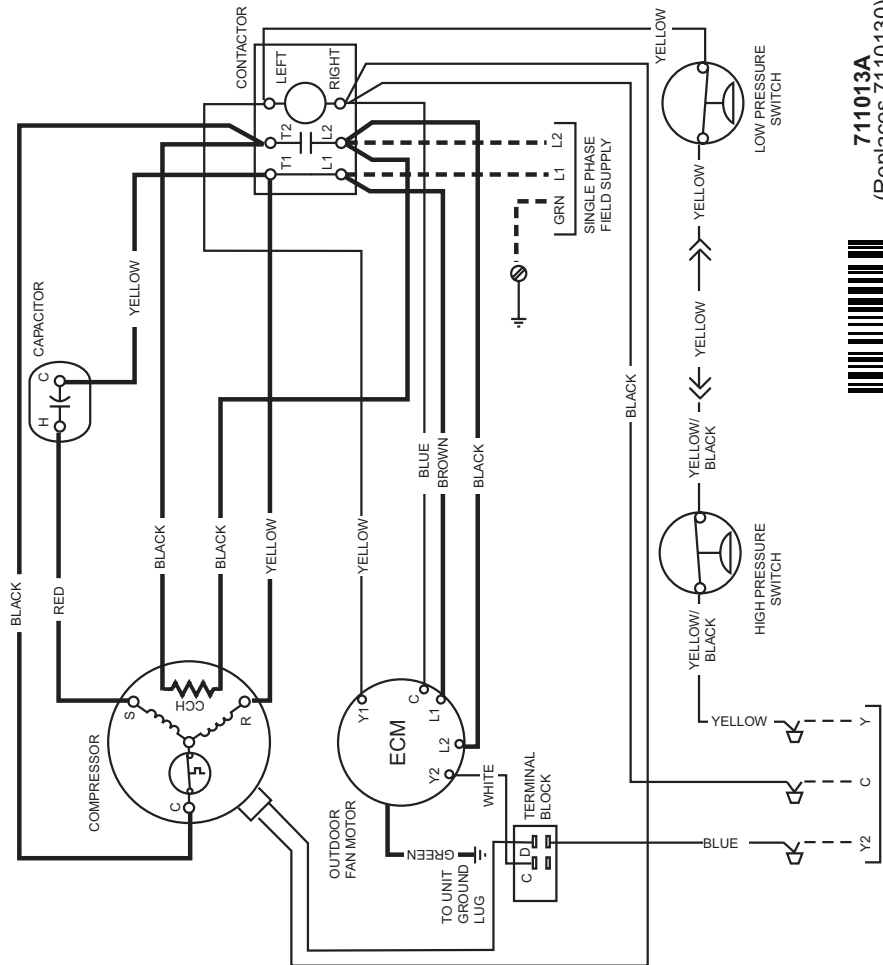 CONTACTOR
LEFT
RIGHT
T2
L2
T1
L1
YELLOW
LOW PRESSURE
SWITCH
711013A
(Replaces 7110130)
CAPACITOR
C
H
YELLOW
L2
L1
GRN
SINGLE PHASE
FIELD SUPPLY
YELLOW
YELLOW
BLACK
YELLOW/
BLACK
BLACK
RED
BLACK
BLACK
YELLOW
YELLOW
BLUE
BROWN
BLACK
HIGH PRESSURE
SWITCH
YELLOW/
BLACK
COMPRESSOR
S
CCH
R
C
OUTDOOR
FAN MOTOR
ECM
Y1
C
L1
L2
Y2
WHITE
GREEN
TO UNIT
GROUND
LUG
TERMINAL
BLOCK
C
D
YELLOW
BLUE
Y
C
Y2